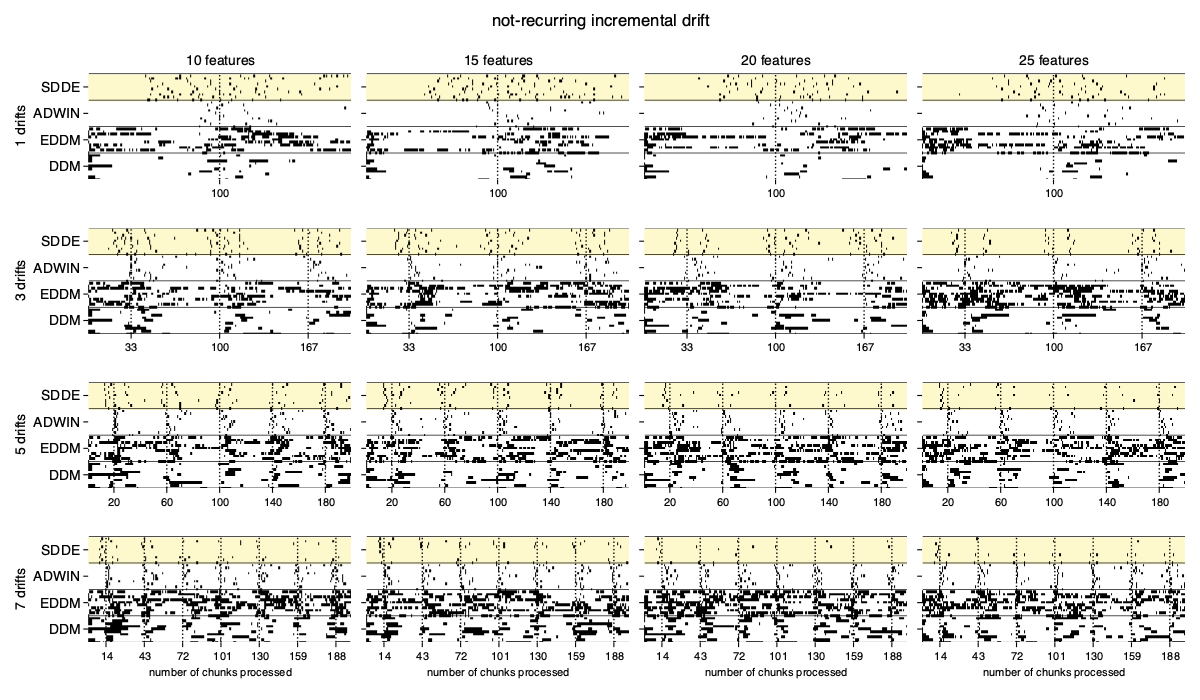 not-recurring incremental drift
10 features
15 features
20 features
25 features
1 drifts
SDDE
ADWIN
EDDM
DDM
100
100
100
100
3 drifts
SDDE
ADWIN
EDDM
DDM
33 100 167
33 100 167
33 100 167
33 100 167
5 drifts
SDDE
ADWIN
EDDM
DDM
20 60 100 140 180
20 60 100 140 180
20 60 100 140 180
20 60 100 140 180
7 drifts
SDDE
ADWIN
EDDM
DDM
14 43 72 101 130 159 188
14 43 72 101 130 159 188
14 43 72 101 130 159 188
14 43 72 101 130 159 188
number of chunks processed
number of chunks processed
number of chunks processed
number of chunks processed